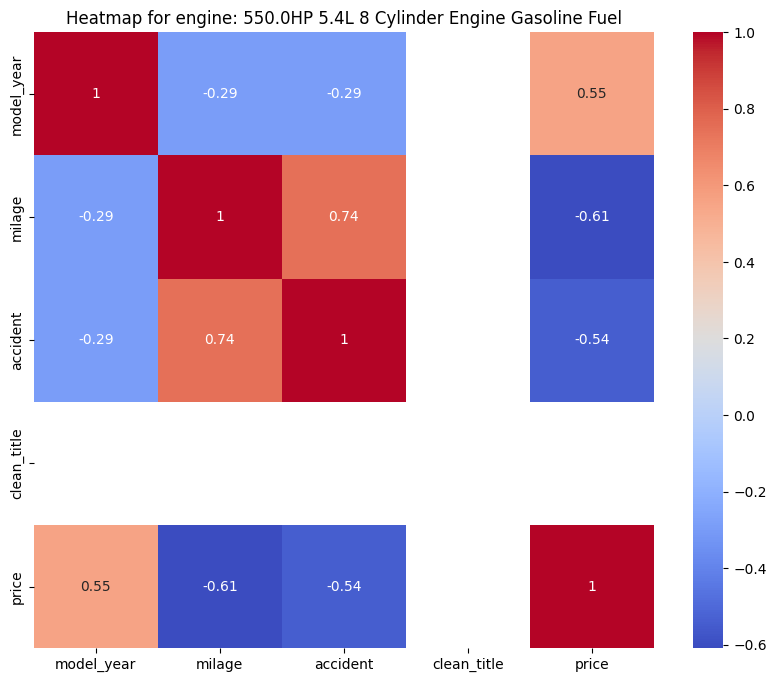 Heatmap for engine: 550.0HP 5.4L 8 Cylinder Engine Gasoline Fuel
model_year
1
-0.29
-0.29
0.55
milage
-0.29
1
0.74
-0.61
accident
-0.29
0.74
1
-0.54
clean_title
price
0.55
-0.61
-0.54
1
model_year
milage
accident
clean_title
price
1.0
0.8
0.6
0.4
0.2
0.0
−0.2
−0.4
−0.6